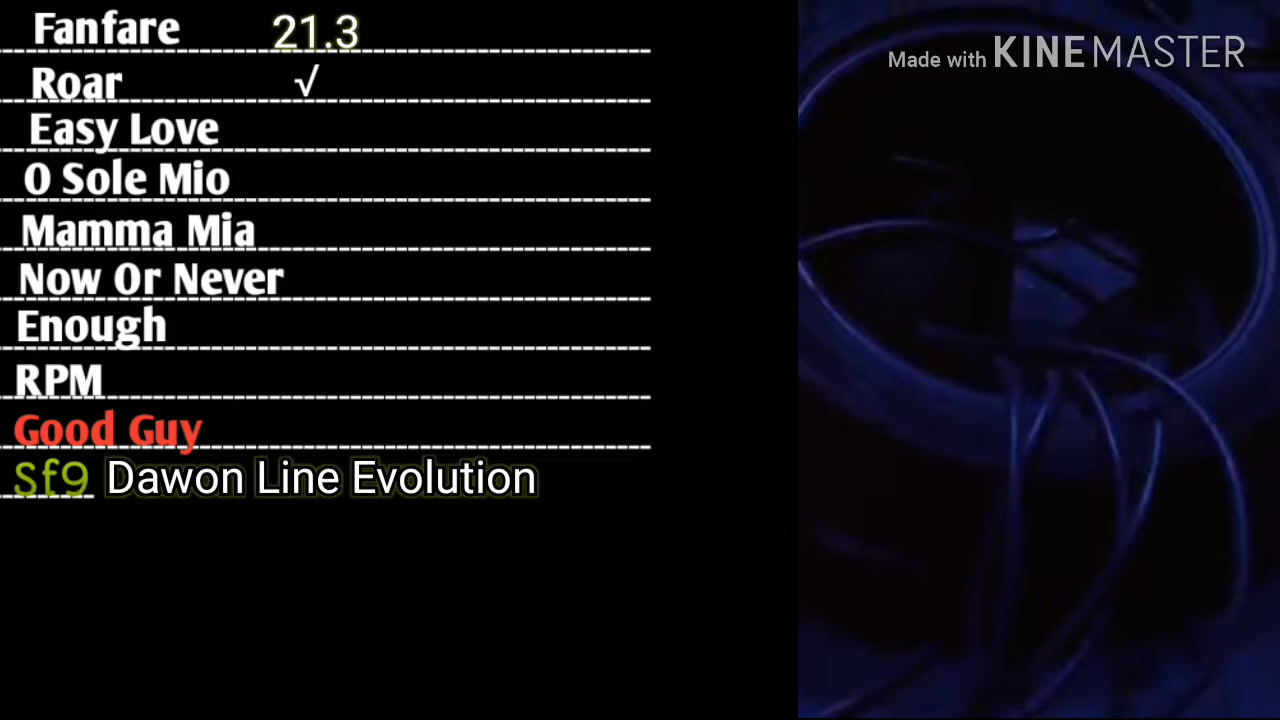 Fanfare 21.3
Made with KINEMASTER
Roar √
Easy Love
O Sole Mio
Mamma Mia
Now Or Never
Enough
RPM
Good Guy
Sf9 Dawon Line Evolution